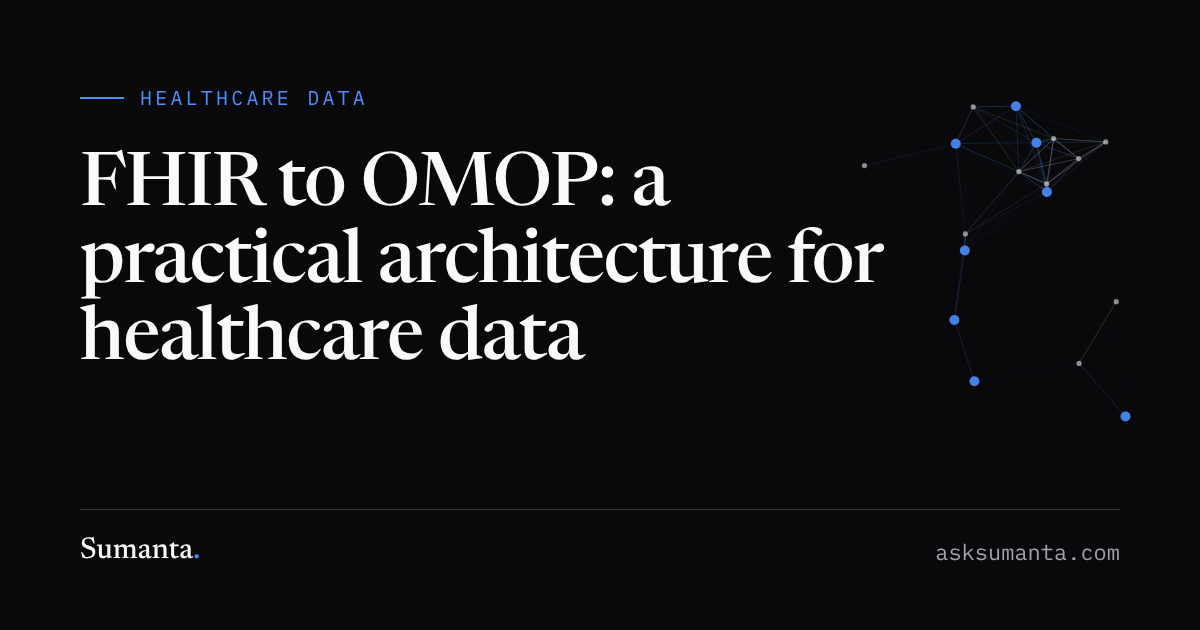 HEALTHCARE DATA
FHIR to OMOP: a
practical architecture for
healthcare data
Sumanta.
asksumanta.com